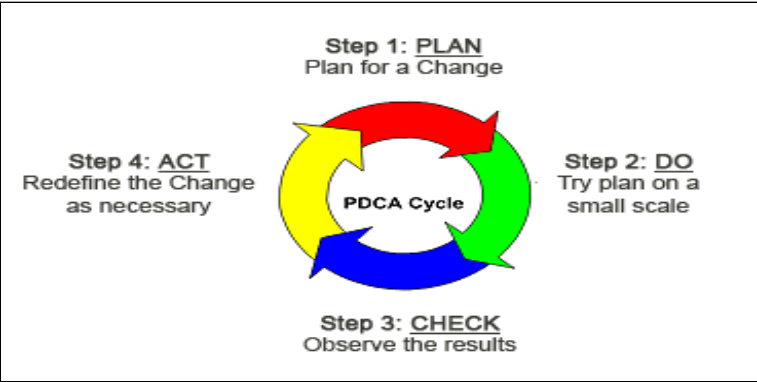 Step 1: PLAN
Plan for a Change
Step 4: ACT
Redefine the Change
as necessary
PDCA Cycle
Step 2: DO
Try plan on a
small scale
Step 3: CHECK
Observe the results